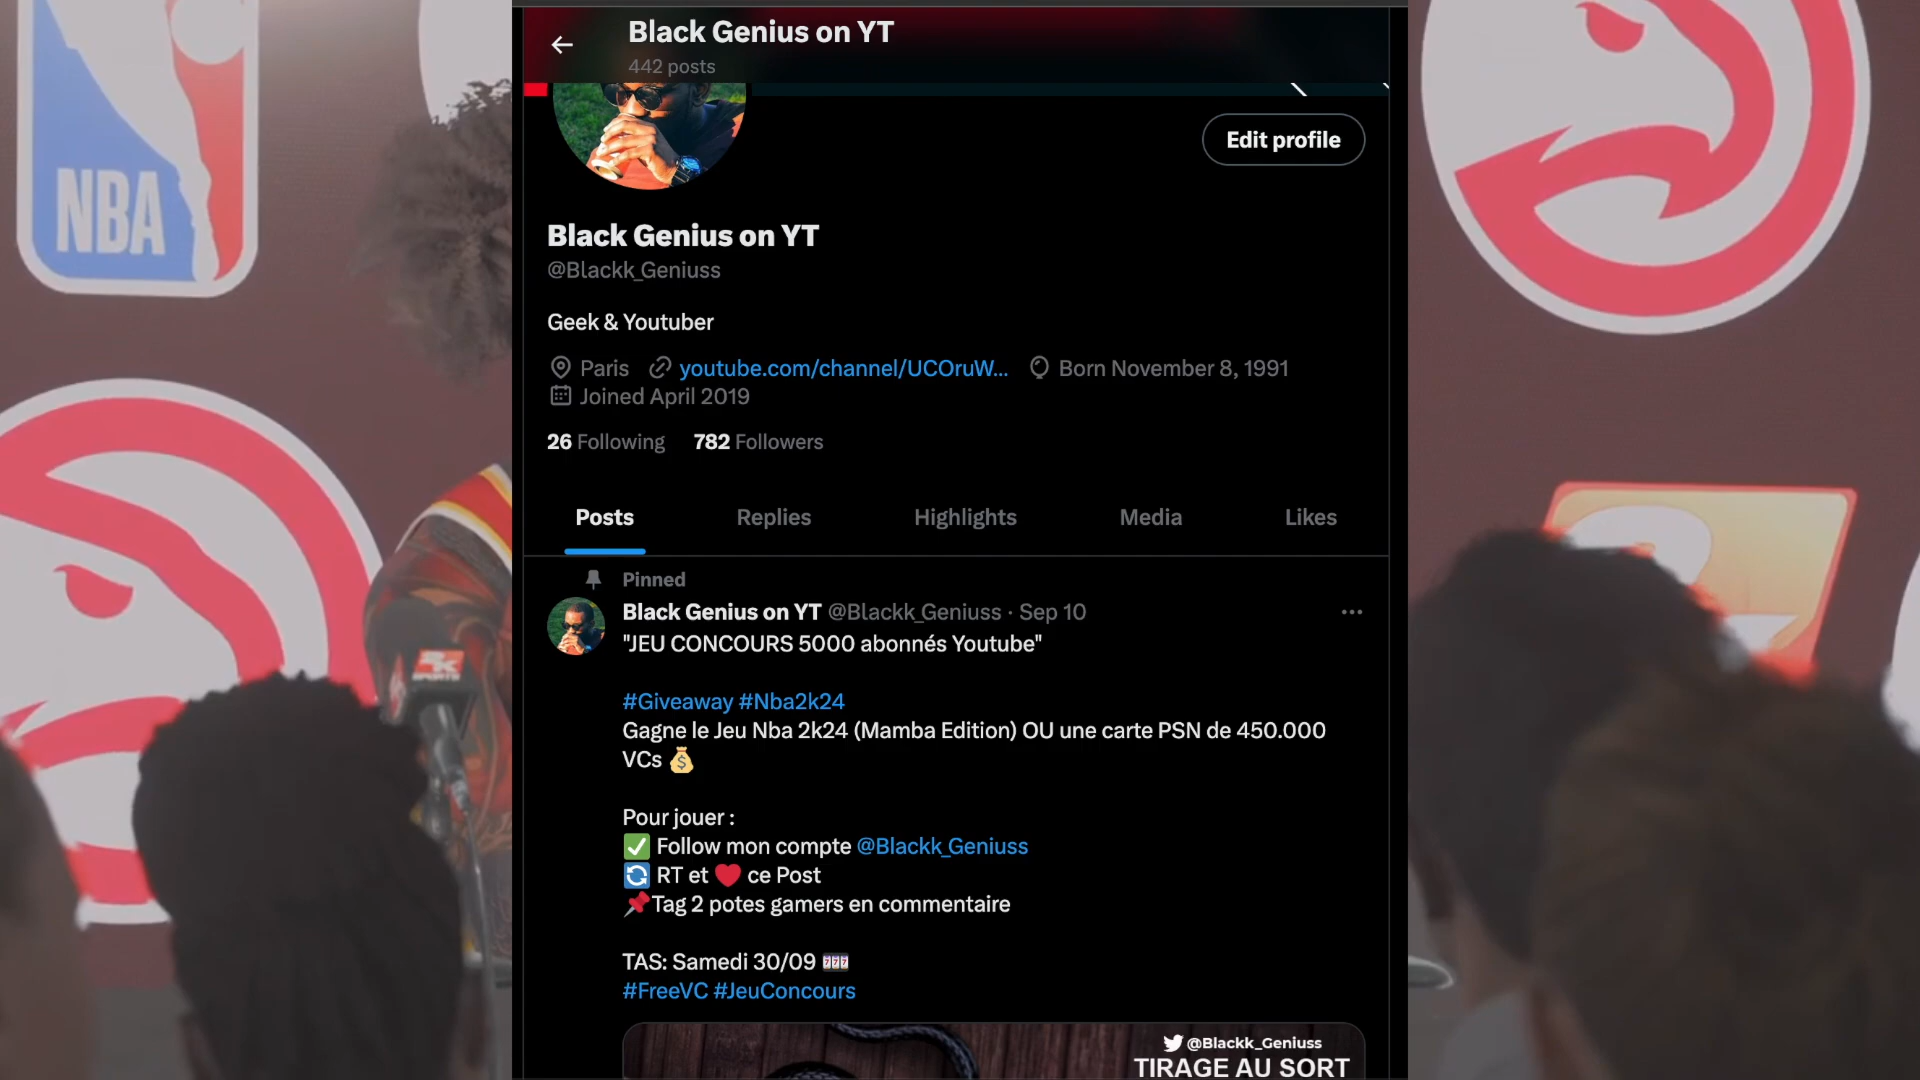 Black Genius on YT
442 posts
Edit profile
Black Genius on YT
@Blackk_Geniuss
Geek & Youtuber
Paris youtube.com/channel/UCOruW... Born November 8, 1991
Joined April 2019
26 Following 782 Followers
Posts Replies Highlights Media Likes
Pinned
Black Genius on YT @Blackk_Geniuss · Sep 10
"JEU CONCOURS 5000 abonnés Youtube"
#Giveaway #Nba2k24
Gagne le Jeu Nba 2k24 (Mamba Edition) OU une carte PSN de 450.000
VCs 💰
Pour jouer :
✅ Follow mon compte @Blackk_Geniuss
🔄 RT et ❤️ ce Post
📌Tag 2 potes gamers en commentaire
TAS: Samedi 30/09 🎰
#FreeVC #JeuConcours
@Blackk_Geniuss
TIRAGE AU SORT
NBA
2K
SPORTS